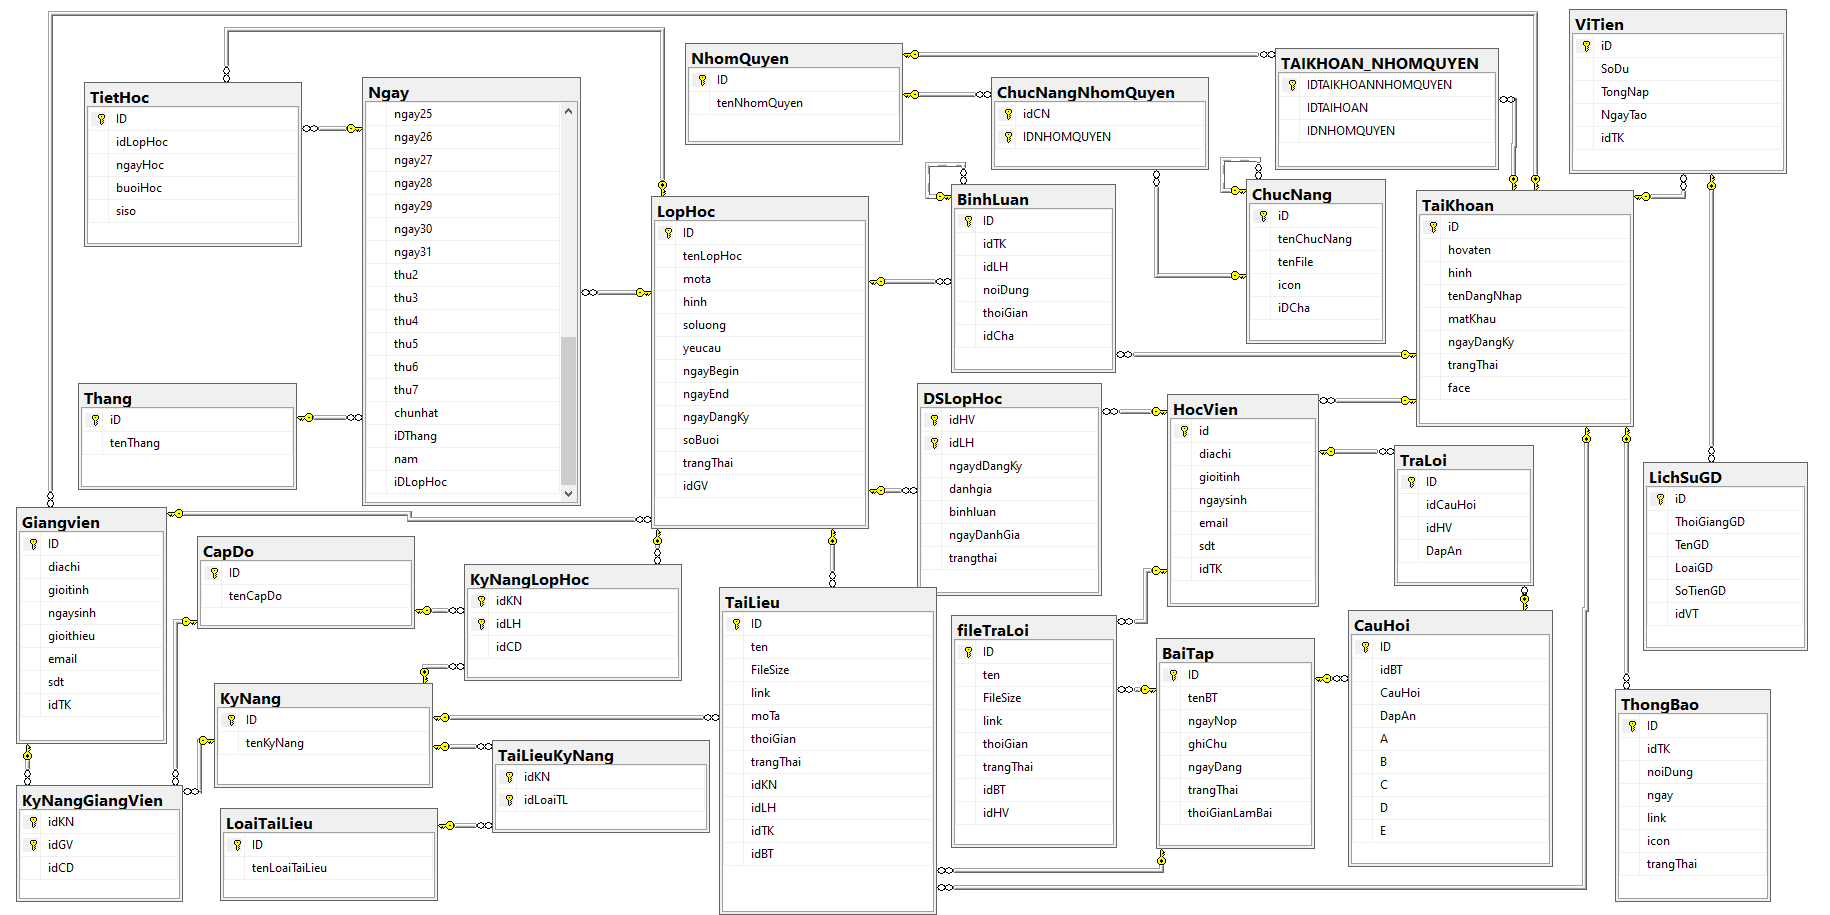 TietHoc
ID
idLopHoc
ngayHoc
buoiHoc
siso
Ngay
ngay25
ngay26
ngay27
ngay28
ngay29
ngay30
ngay31
thu2
thu3
thu4
thu5
thu6
thu7
chunhat
iDThang
nam
iDLopHoc
NhomQuyen
ID
tenNhomQuyen
ChucNangNhomQuyen
idCN
IDNHOMQUYEN
TAIKHOAN_NHOMQUYEN
IDTAIKHOANNHOMQUYEN
IDTAIHOAN
IDNHOMQUYEN
ViTien
iD
SoDu
TongNap
NgayTao
idTK
LopHoc
ID
tenLopHoc
mota
hinh
soluong
yeucau
ngayBegin
ngayEnd
ngayDangKy
soBuoi
trangThai
idGV
BinhLuan
ID
idTK
idLH
noiDung
thoiGian
idCha
ChucNang
iD
tenChucNang
tenFile
icon
iDCha
TaiKhoan
iD
hovaten
hinh
tenDangNhap
matKhau
ngayDangKy
trangThai
face
Thang
iD
tenThang
DSLopHoc
idHV
idLH
ngaydDangKy
danhgia
binhluan
ngayDanhGia
trangthai
HocVien
id
diachi
gioitinh
ngaysinh
email
sdt
idTK
TraLoi
ID
idCauHoi
idHV
DapAn
LichSuGD
iD
ThoiGiangGD
TenGD
LoaiGD
SoTienGD
idVT
Giangvien
ID
diachi
gioitinh
ngaysinh
gioithieu
email
sdt
idTK
CapDo
ID
tenCapDo
KyNangLopHoc
idKN
idLH
idCD
TaiLieu
ID
ten
FileSize
link
moTa
thoiGian
trangThai
idKN
idLH
idTK
idBT
fileTraLoi
ID
ten
FileSize
link
thoiGian
trangThai
idBT
idHV
BaiTap
ID
tenBT
ngayNop
ghiChu
ngayDang
trangThai
thoiGianLamBai
CauHoi
ID
idBT
CauHoi
DapAn
A
B
C
D
E
ThongBao
ID
idTK
noiDung
ngay
link
icon
trangThai
KyNang
ID
tenKyNang
TaiLieuKyNang
idKN
idLoaiTL
KyNangGiangVien
idKN
idGV
idCD
LoaiTaiLieu
ID
tenLoaiTaiLieu